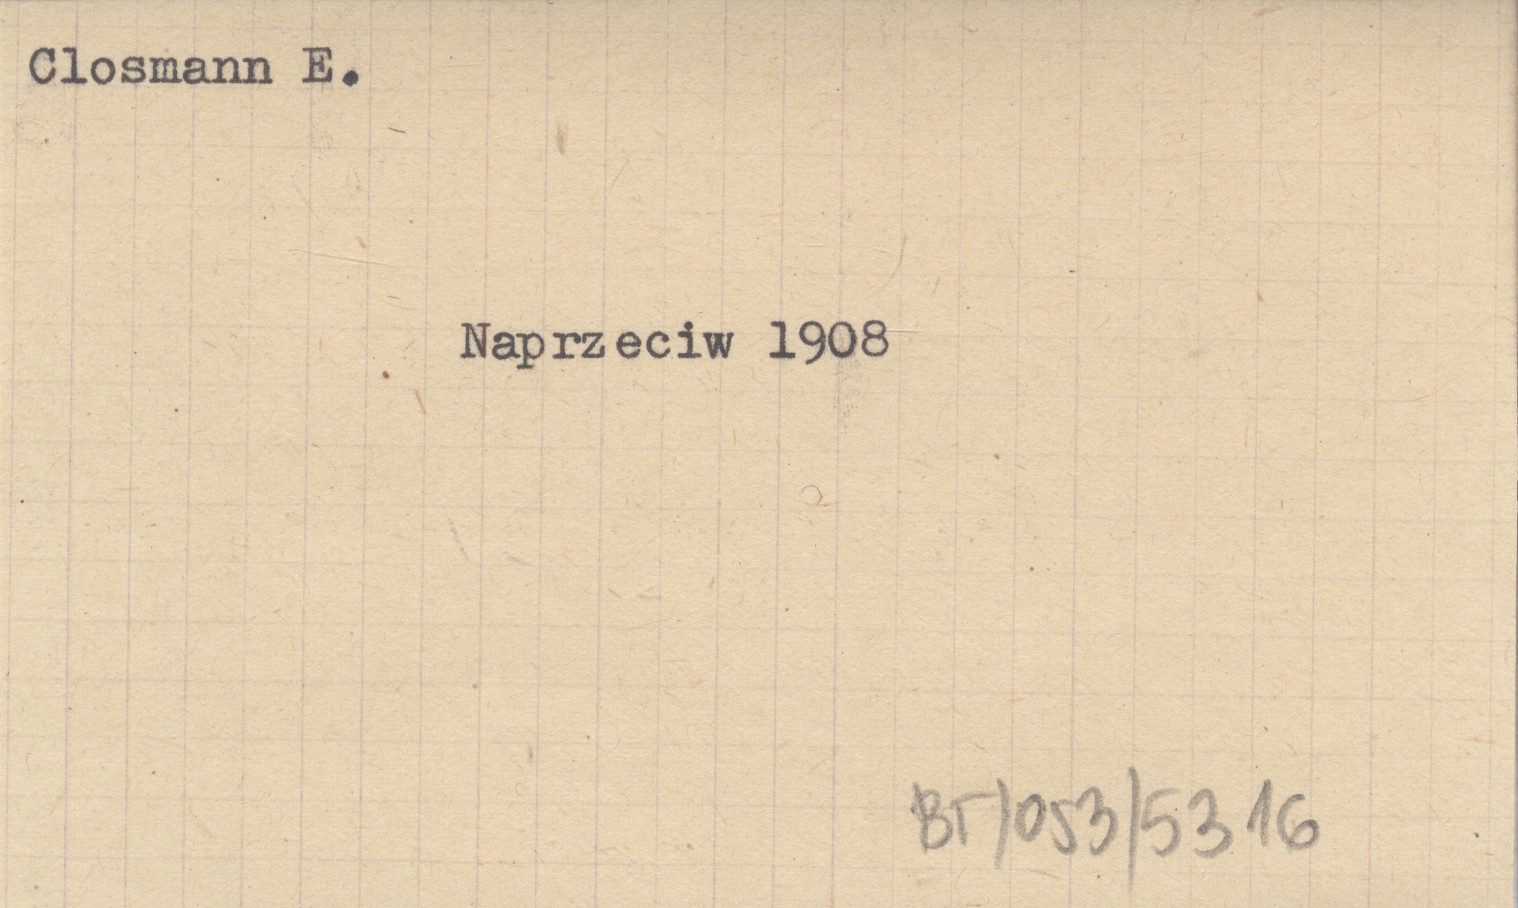 Closmann E.
Naprzeciw 1908
BT/053/5316